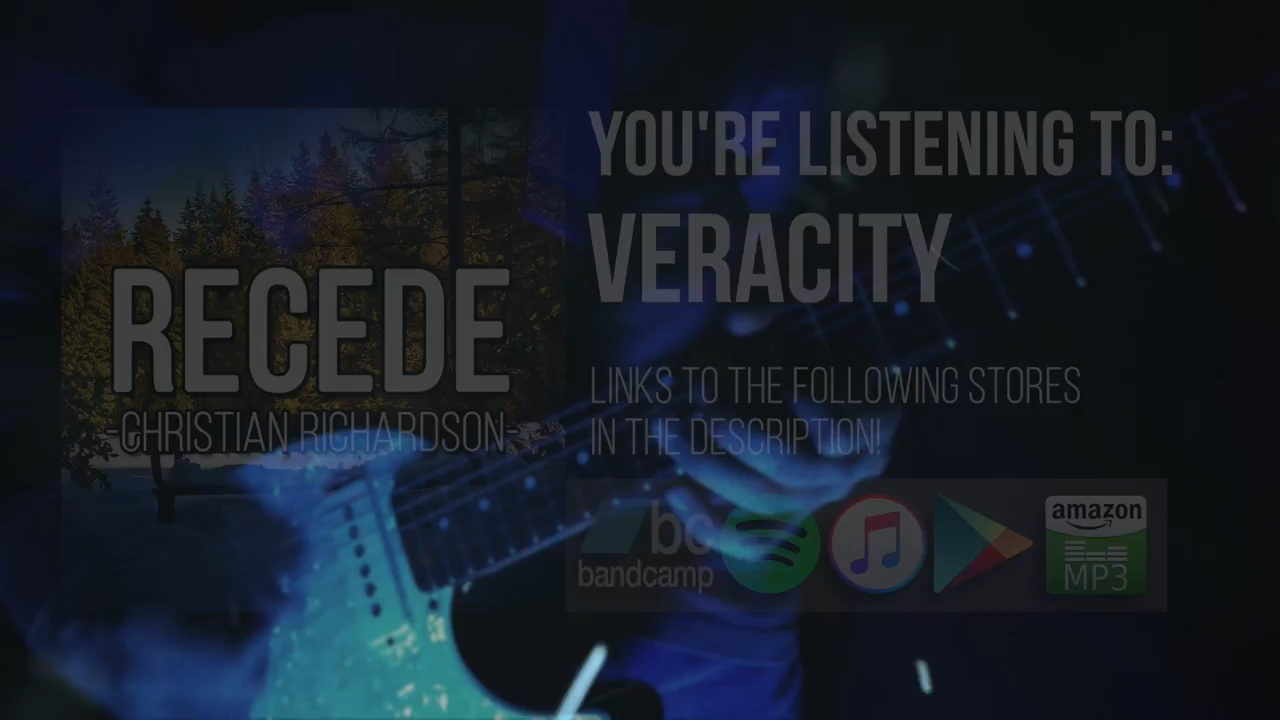 RECEDE
-CHRISTIAN RICHARDSON-
YOU'RE LISTENING TO:
VERACITY
LINKS TO THE FOLLOWING STORES
IN THE DESCRIPTION!
bc
bandcamp
amazon
MP3